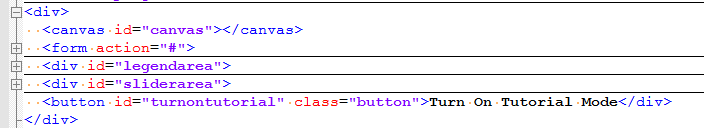 <div>
<canvas id="canvas"></canvas>
<form action="#">
<div id="legendarea">
<div id="sliderarea">
<button id="turnontutorial" class="button">Turn On Tutorial Mode</div>
</div>